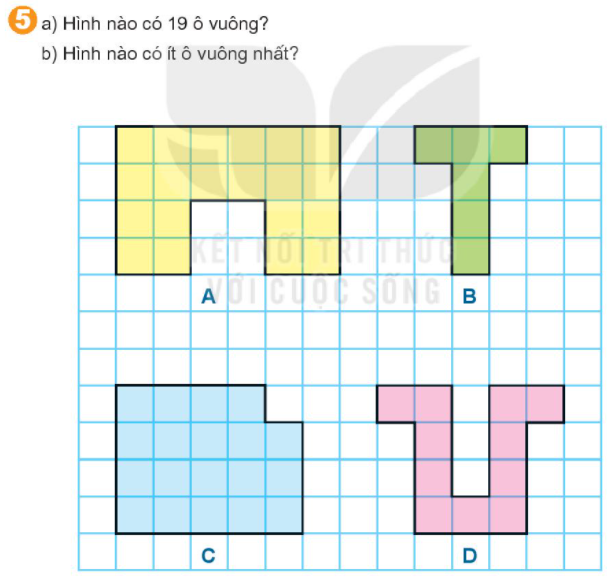 5 a) Hình nào có 19 ô vuông?
b) Hình nào có ít ô vuông nhất?
KẾT NỐI TRI THỨC
VỚI CUỘC SỐNG
A
B
C
D